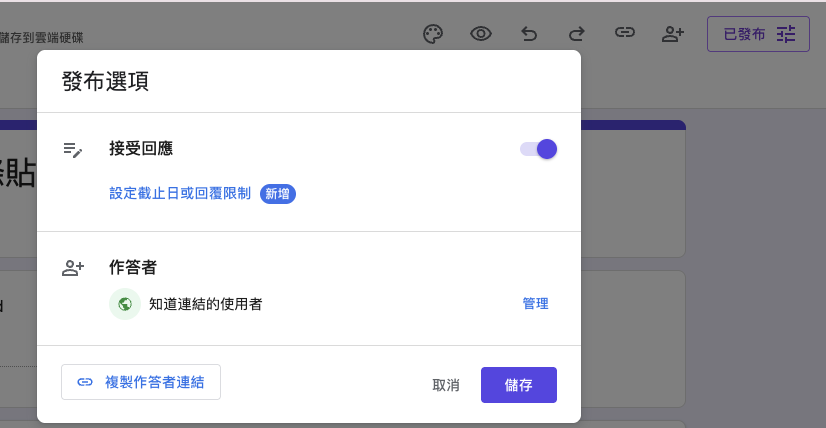 儲存到雲端硬碟
已發布
發布選項
接受回應
設定截止日或回覆限制 新增
作答者
知道連結的使用者
管理
複製作答者連結
取消
儲存